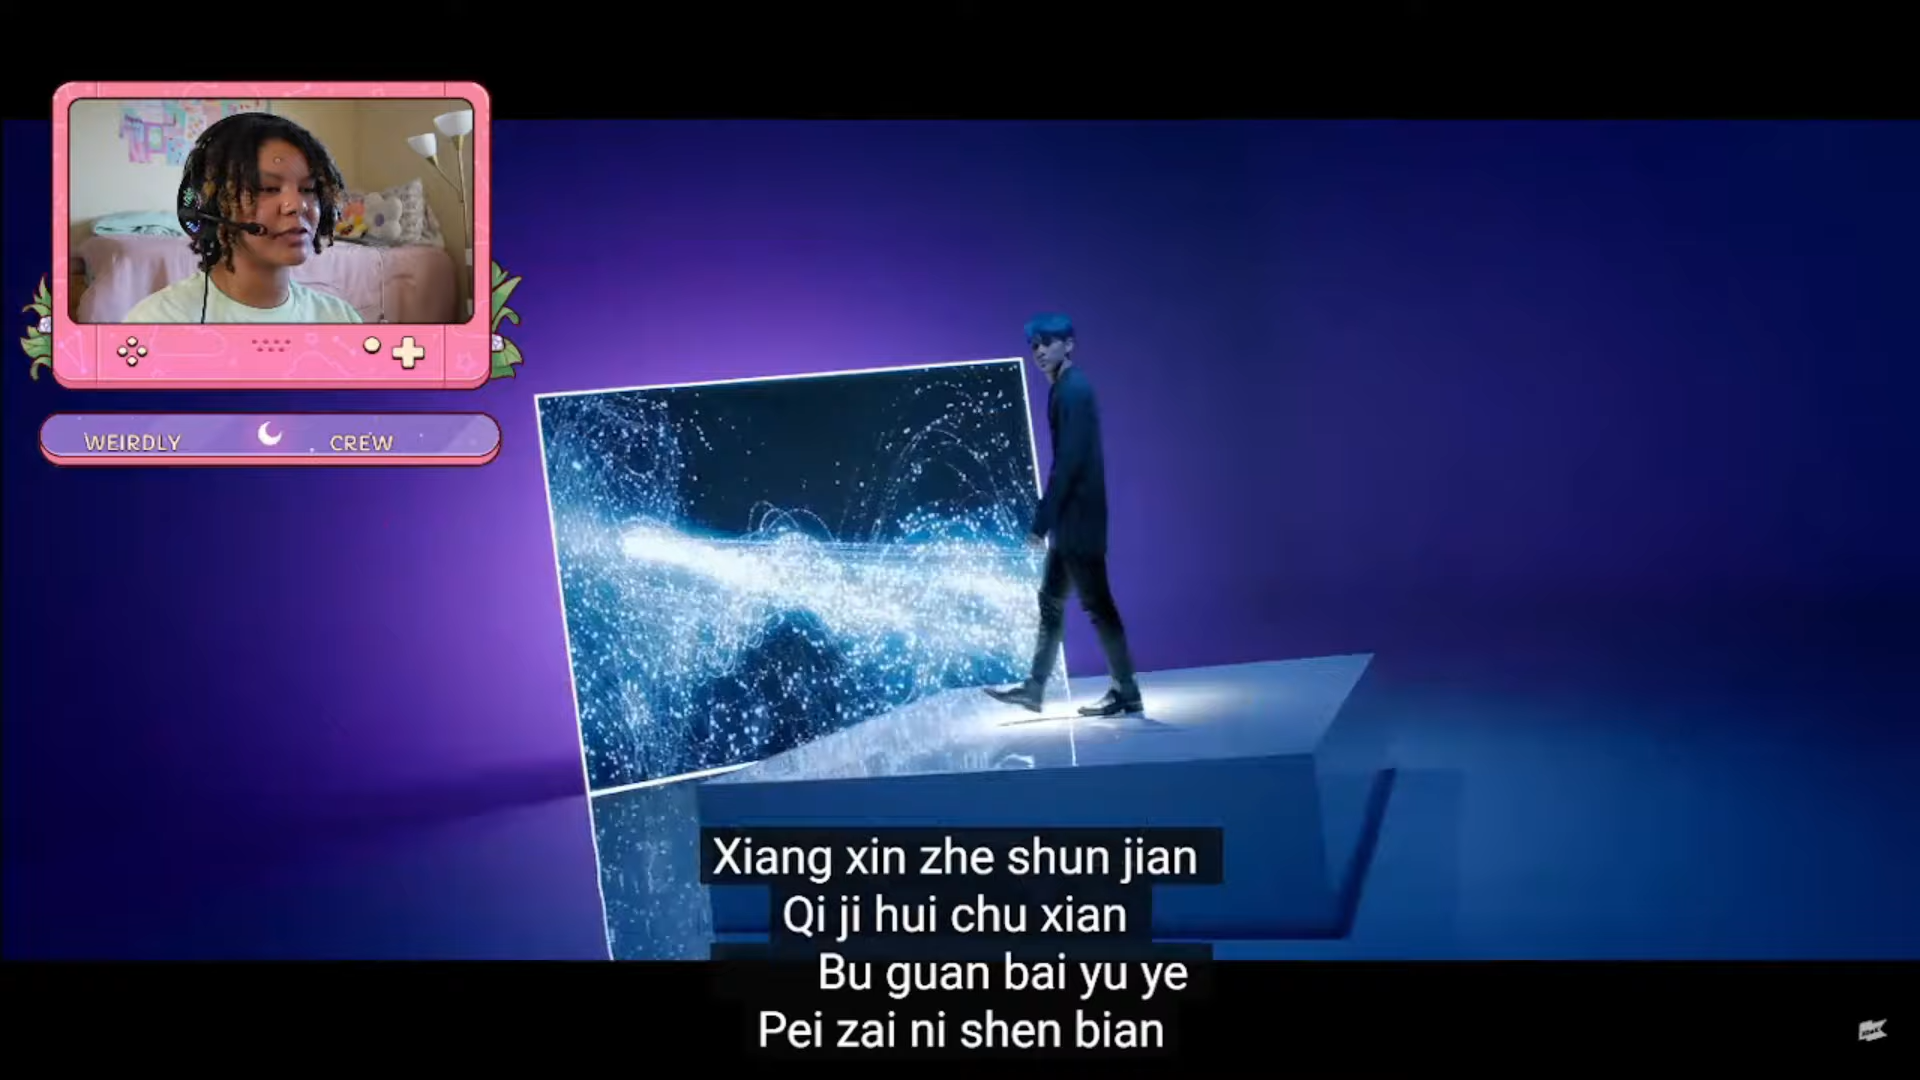 WEIRDLY CREW
Xiang xin zhe shun jian
Qi ji hui chu xian
Bu guan bai yu ye
Pei zai ni shen bian